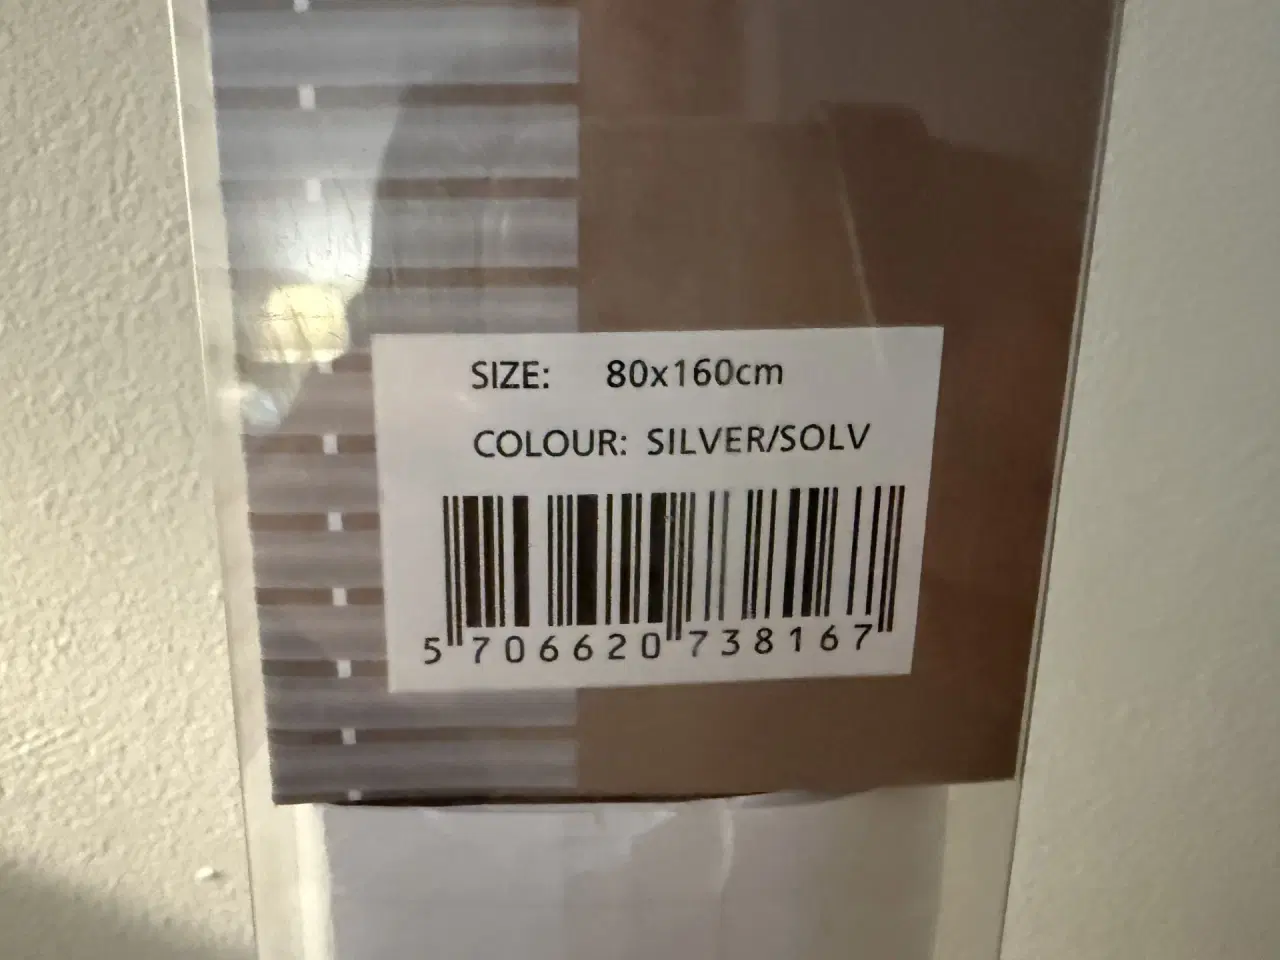 SIZE: 80x160cm
COLOUR: SILVER/SOLV
5 706620 738167